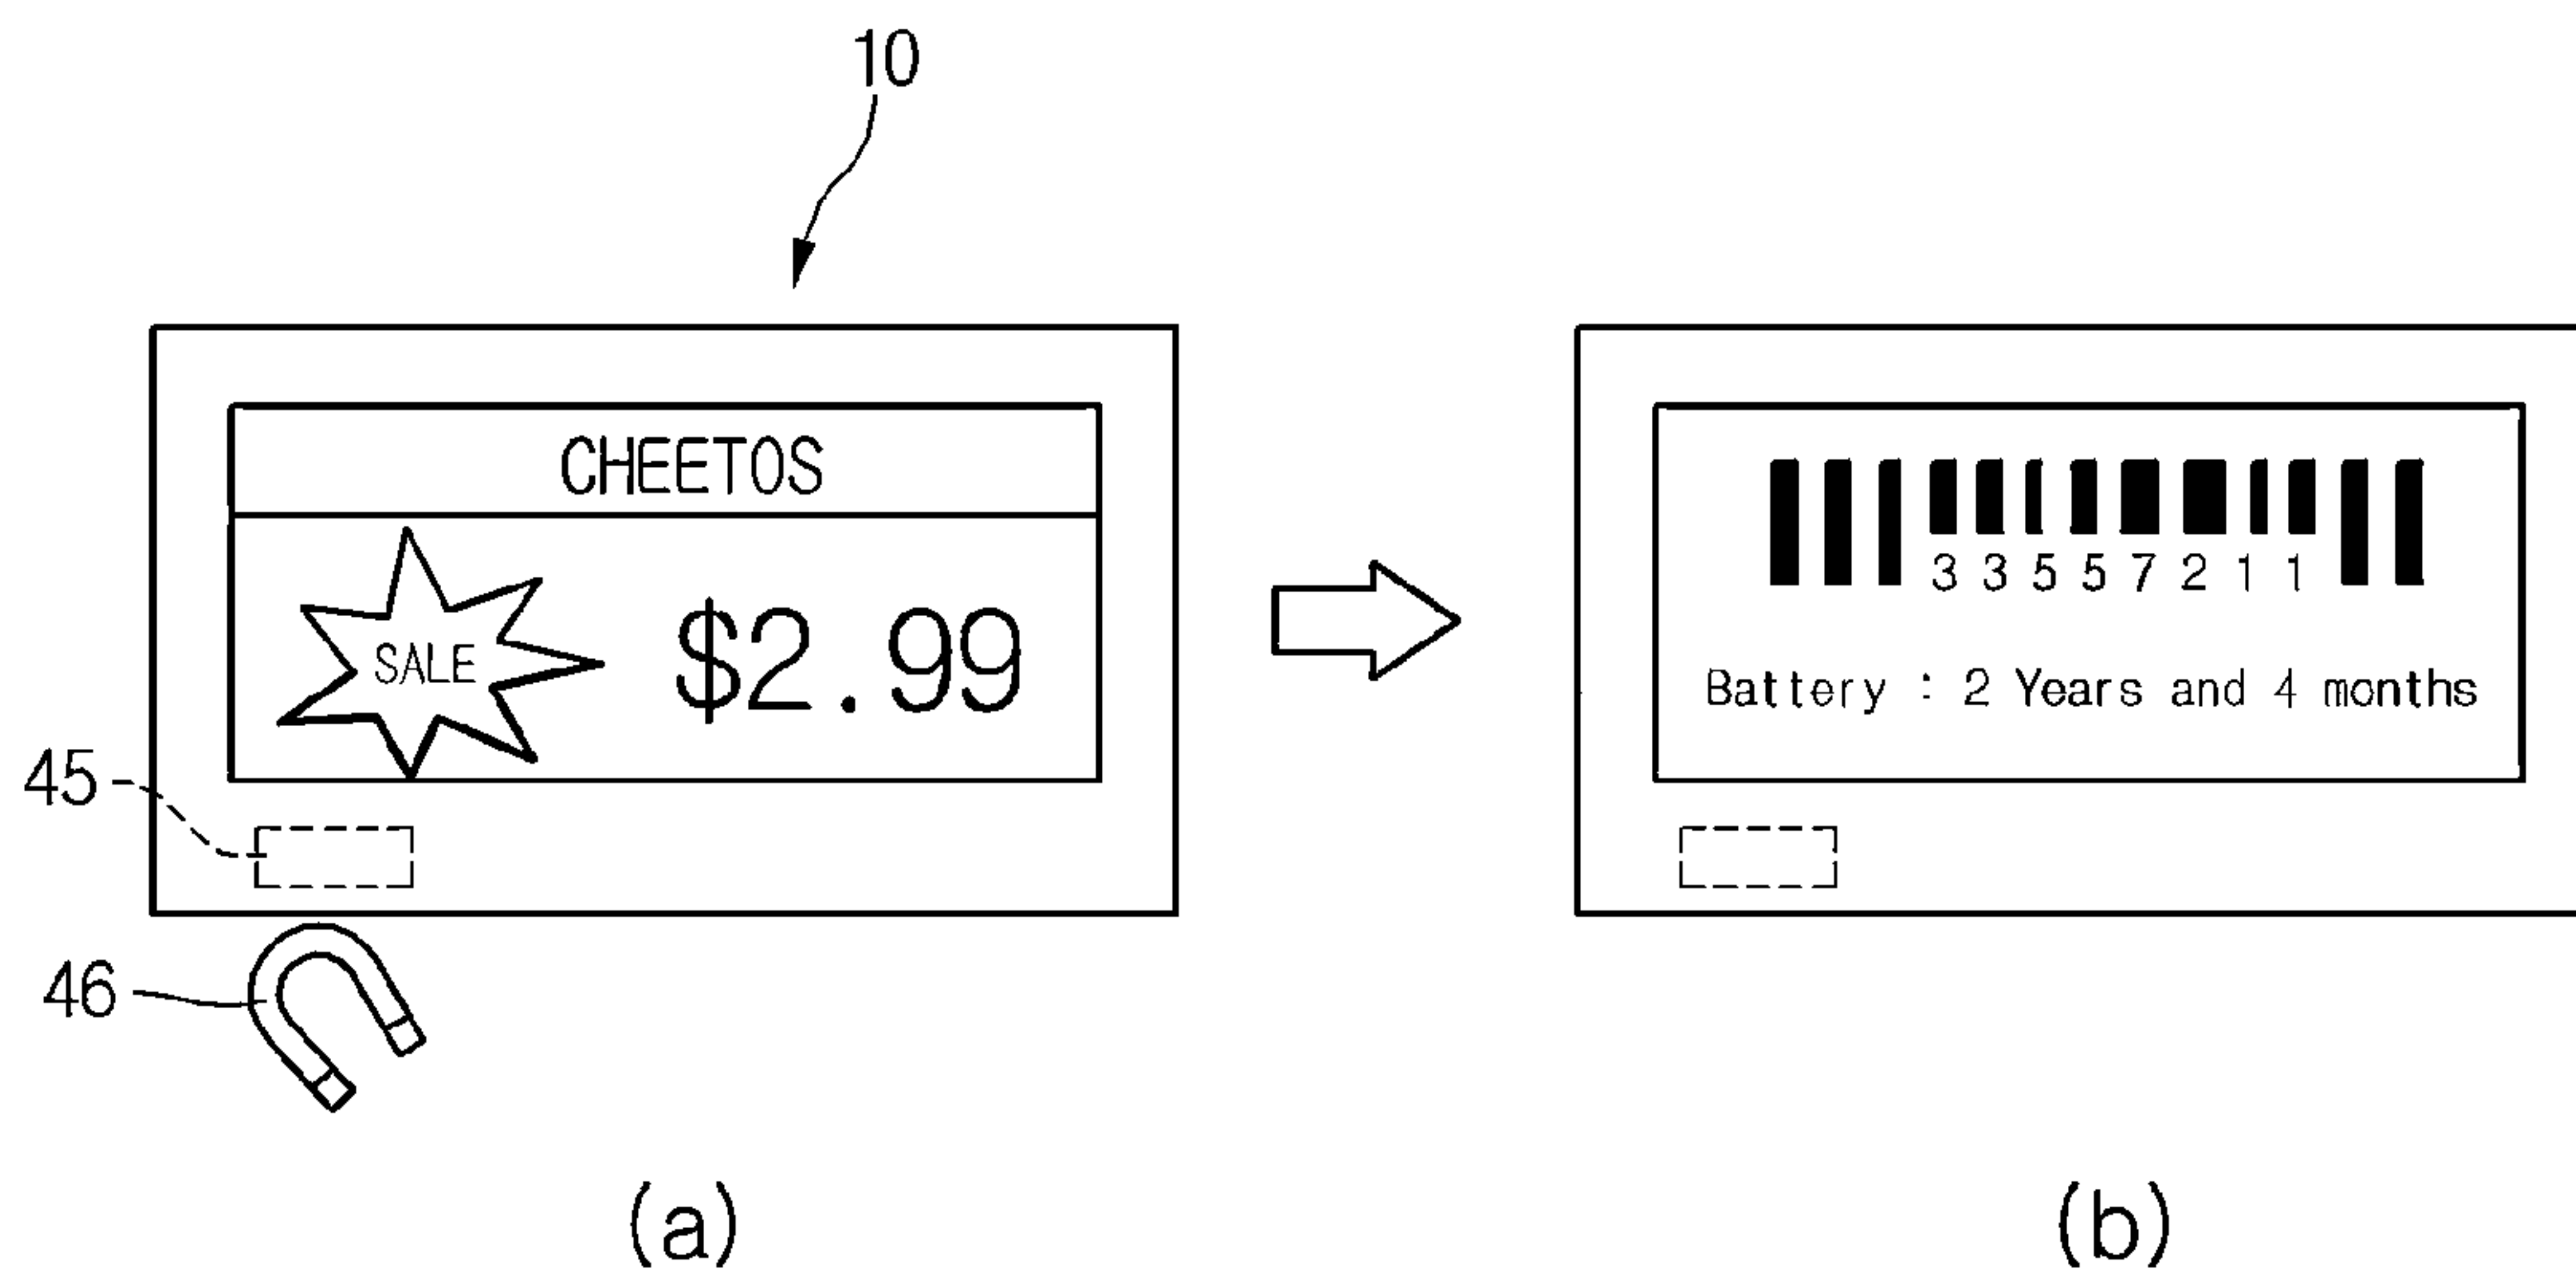 10
CHEETOS
SALE
$2.99
45
46
(a)
3 3 5 5 7 2 1 1
Battery : 2 Years and 4 months
(b)